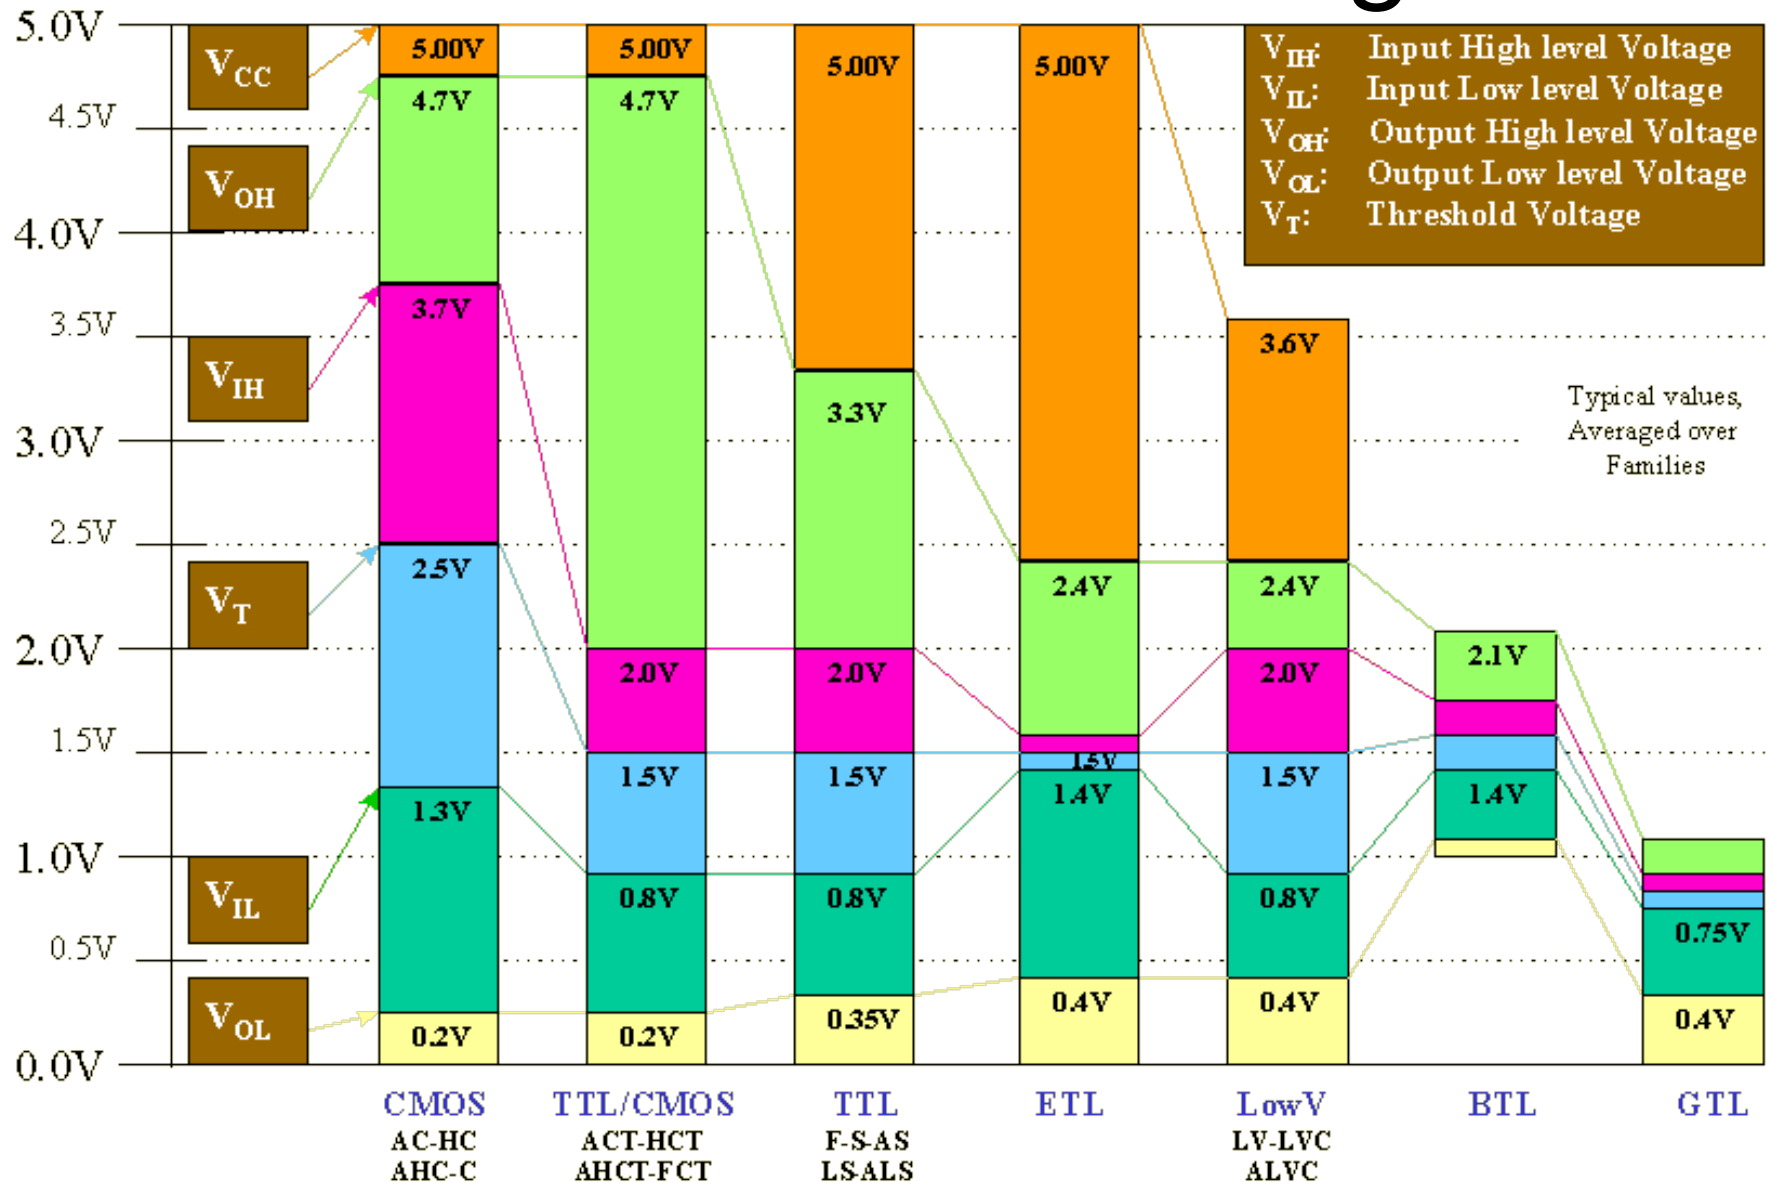 5.0V
4.5V
4.0V
3.5V
3.0V
2.5V
2.0V
1.5V
1.0V
0.5V
0.0V
VCC
VOH
VIH
VT
VIL
VOL
5.00V
4.7V
3.7V
2.5V
1.3V
0.2V
5.00V
4.7V
2.0V
1.5V
0.8V
0.2V
5.00V
3.3V
2.0V
1.5V
0.8V
0.35V
5.00V
2.4V
1.5V
1.4V
0.4V
3.6V
2.4V
2.0V
1.5V
0.8V
0.4V
2.1V
1.4V
0.75V
0.4V
VIH: Input High level Voltage
VIL: Input Low level Voltage
VOH: Output High level Voltage
VOL: Output Low level Voltage
VT: Threshold Voltage
Typical values,
Averaged over
Families
CMOS
AC-HC
AHC-C
TTL/CMOS
ACT-HCT
AHCT-FCT
TTL
F-S-AS
LS-ALS
ETL
LowV
LV-LVC
ALVC
BTL
GTL